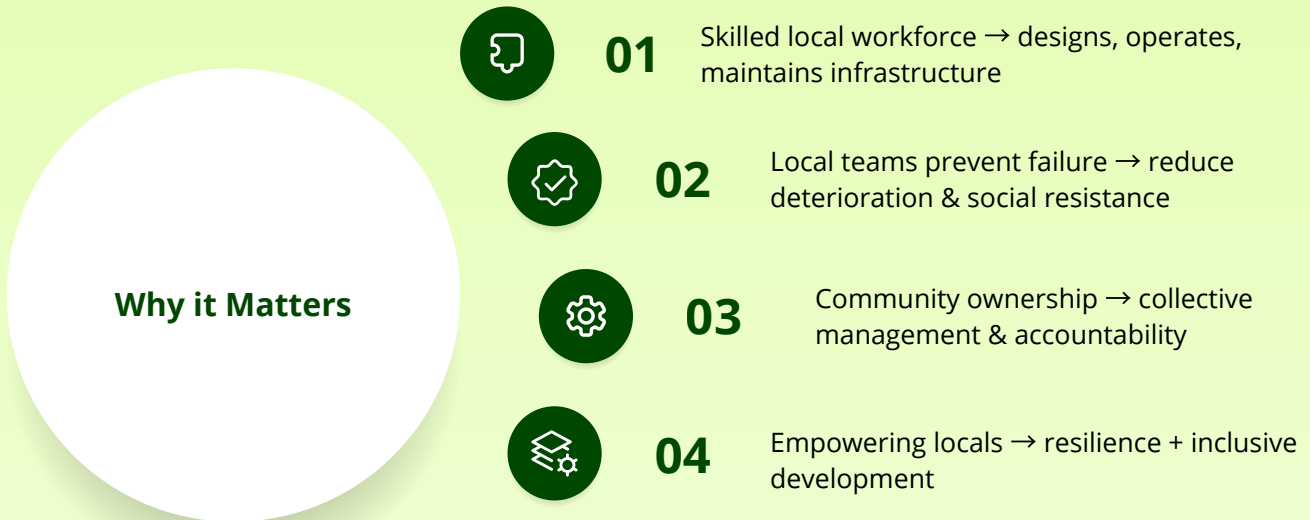 Why it Matters
01
Skilled local workforce → designs, operates,
maintains infrastructure
02
Local teams prevent failure → reduce
deterioration & social resistance
03
Community ownership → collective
management & accountability
04
Empowering locals → resilience + inclusive
development